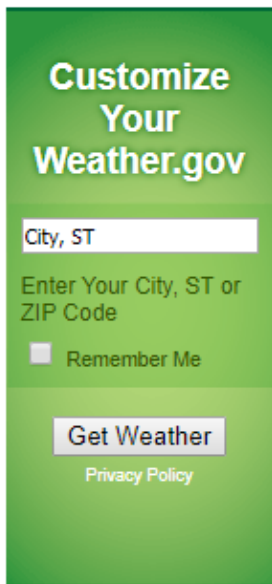 Customize
Your
Weather.gov
City, ST
Enter Your City, ST or
ZIP Code
Remember Me
Get Weather
Privacy Policy